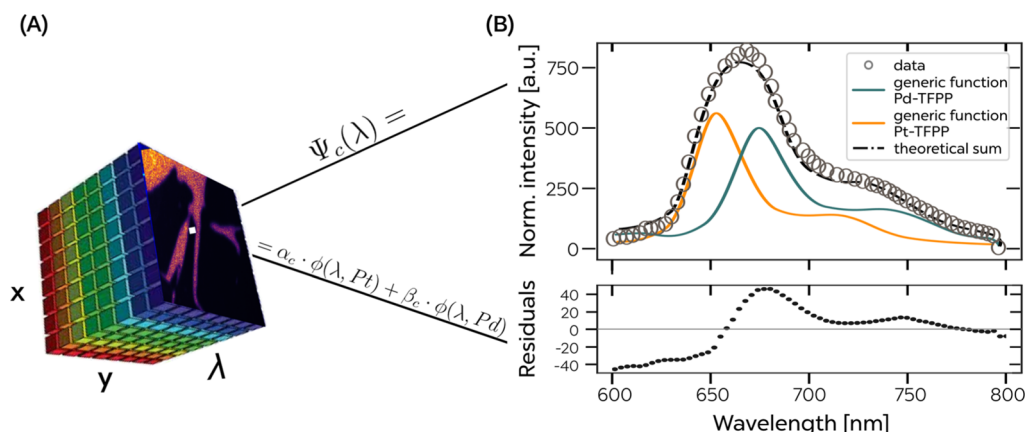 (A)
Ψc(λ) =
= αc · ϕ(λ, Pt) + βc · ϕ(λ, Pd)
x
y
λ
(B)
Norm. intensity [a.u.]
750
500
250
0
data
generic function
Pd-TFPP
generic function
Pt-TFPP
theoretical sum
Residuals
40
20
0
-20
-40
600
650
700
750
800
Wavelength [nm]